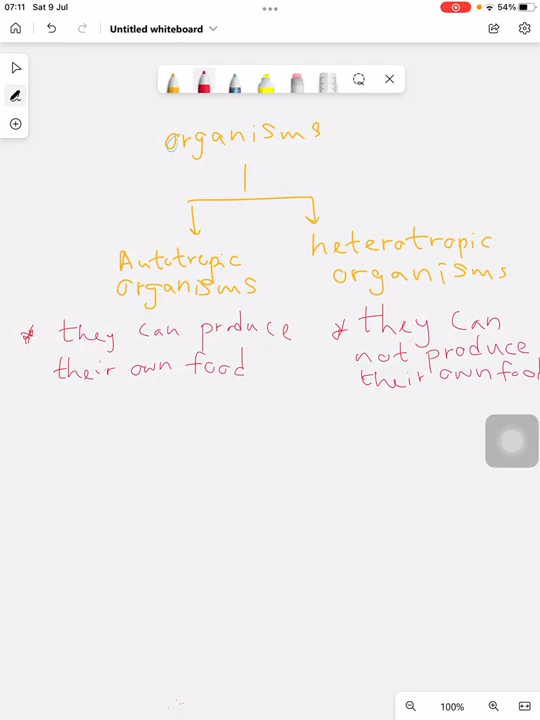 07:11 Sat 9 Jul
54%
Untitled whiteboard
organisms
Autotropic
organisms
heterotropic
organisms
* they can produce
their own food
* they can
not produce
their own food
100%